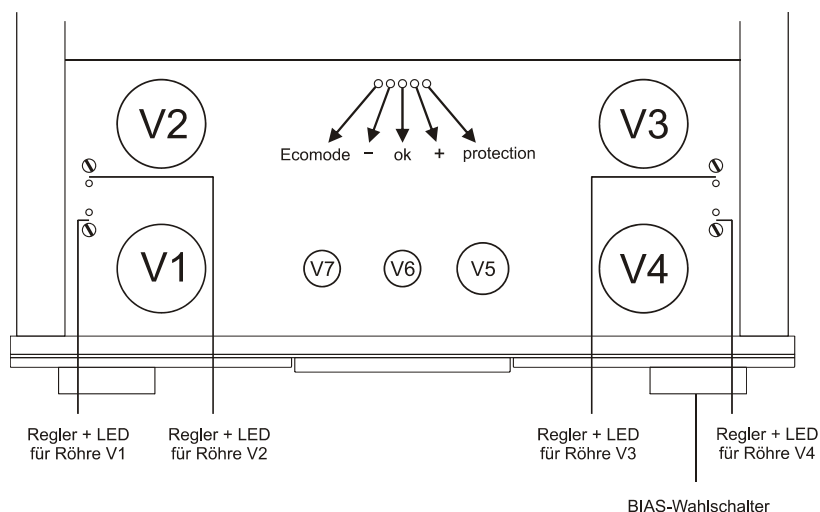 V2
V3
Ecomode – ok + protection
V1
V7
V6
V5
V4
Regler + LED
für Röhre V1
Regler + LED
für Röhre V2
Regler + LED
für Röhre V3
Regler + LED
für Röhre V4
BIAS-Wahlschalter